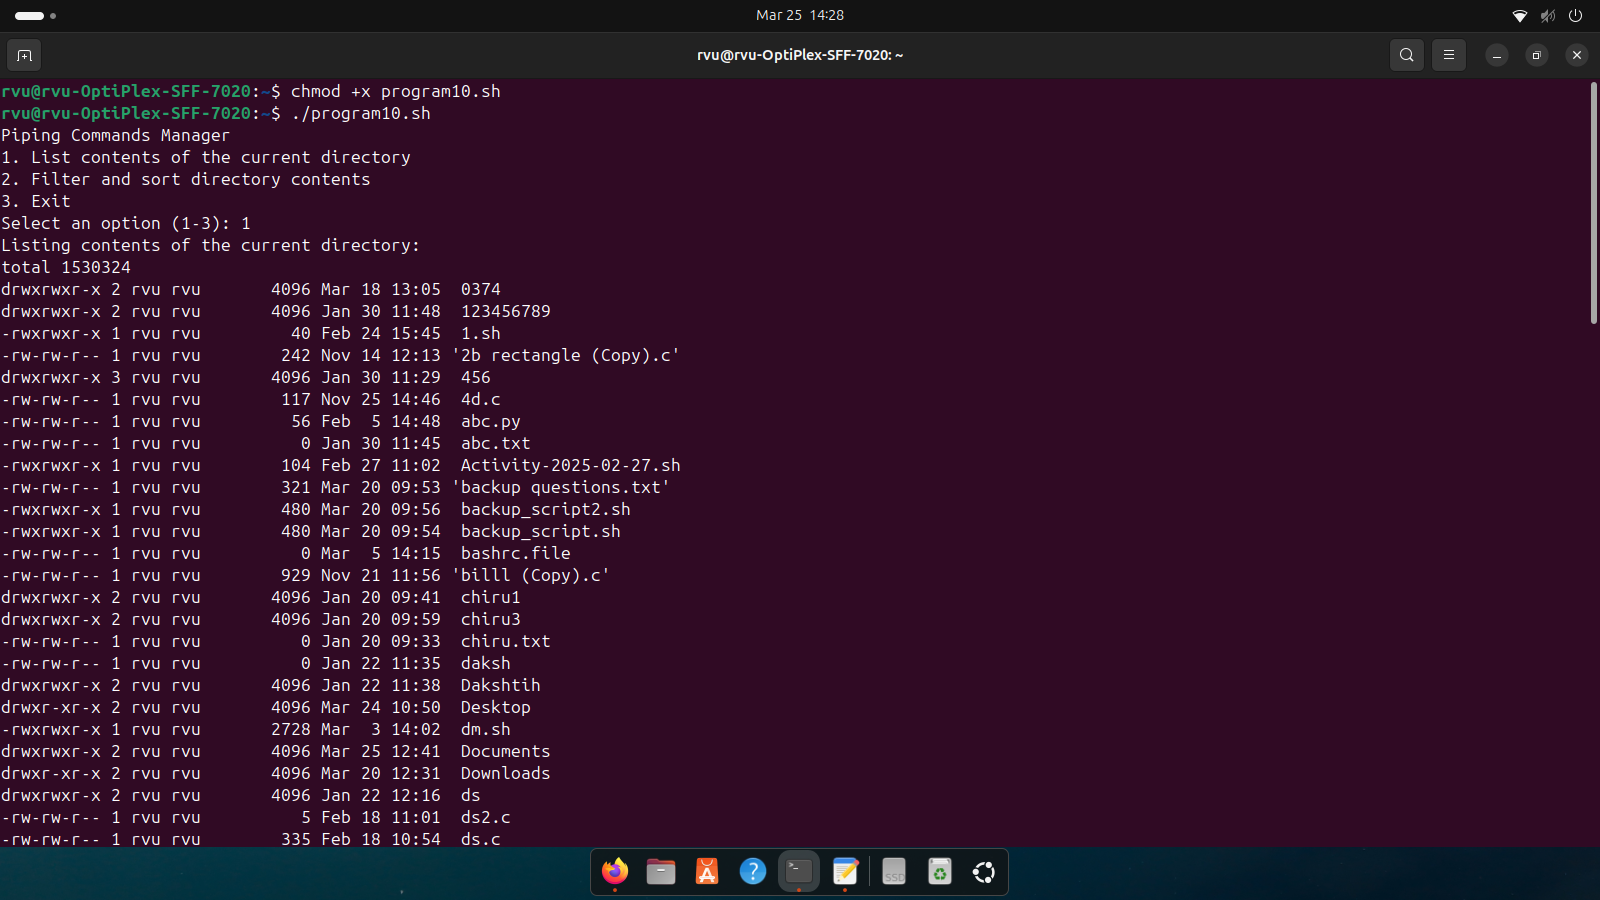 Mar 25 14:28
rvu@rvu-OptiPlex-SFF-7020: ~
rvu@rvu-OptiPlex-SFF-7020:~$ chmod +x program10.sh
rvu@rvu-OptiPlex-SFF-7020:~$ ./program10.sh
Piping Commands Manager
1. List contents of the current directory
2. Filter and sort directory contents
3. Exit
Select an option (1-3): 1
Listing contents of the current directory:
total 1530324
drwxrwxr-x 2 rvu rvu       4096 Mar 18 13:05  0374
drwxrwxr-x 2 rvu rvu       4096 Jan 30 11:48  123456789
-rwxrwxr-x 1 rvu rvu         40 Feb 24 15:45  1.sh
-rw-rw-r-- 1 rvu rvu        242 Nov 14 12:13 '2b rectangle (Copy).c'
drwxrwxr-x 3 rvu rvu       4096 Jan 30 11:29  456
-rw-rw-r-- 1 rvu rvu        117 Nov 25 14:46  4d.c
-rw-rw-r-- 1 rvu rvu         56 Feb  5 14:48  abc.py
-rw-rw-r-- 1 rvu rvu          0 Jan 30 11:45  abc.txt
-rwxrwxr-x 1 rvu rvu        104 Feb 27 11:02  Activity-2025-02-27.sh
-rw-rw-r-- 1 rvu rvu        321 Mar 20 09:53 'backup questions.txt'
-rwxrwxr-x 1 rvu rvu        480 Mar 20 09:56  backup_script2.sh
-rwxrwxr-x 1 rvu rvu        480 Mar 20 09:54  backup_script.sh
-rw-rw-r-- 1 rvu rvu          0 Mar  5 14:15  bashrc.file
-rw-rw-r-- 1 rvu rvu        929 Nov 21 11:56 'billl (Copy).c'
drwxrwxr-x 2 rvu rvu       4096 Jan 20 09:41  chiru1
drwxrwxr-x 2 rvu rvu       4096 Jan 20 09:59  chiru3
-rw-rw-r-- 1 rvu rvu          0 Jan 20 09:33  chiru.txt
-rw-rw-r-- 1 rvu rvu          0 Jan 22 11:35  daksh
drwxrwxr-x 2 rvu rvu       4096 Jan 22 11:38  Dakshtih
drwxr-xr-x 2 rvu rvu       4096 Mar 24 10:50  Desktop
-rwxrwxr-x 1 rvu rvu       2728 Mar  3 14:02  dm.sh
drwxrwxr-x 2 rvu rvu       4096 Mar 25 12:41  Documents
drwxr-xr-x 2 rvu rvu       4096 Mar 20 12:31  Downloads
drwxrwxr-x 2 rvu rvu       4096 Jan 22 12:16  ds
-rw-rw-r-- 1 rvu rvu          5 Feb 18 11:01  ds2.c
-rw-rw-r-- 1 rvu rvu        335 Feb 18 10:54  ds.c
SSD